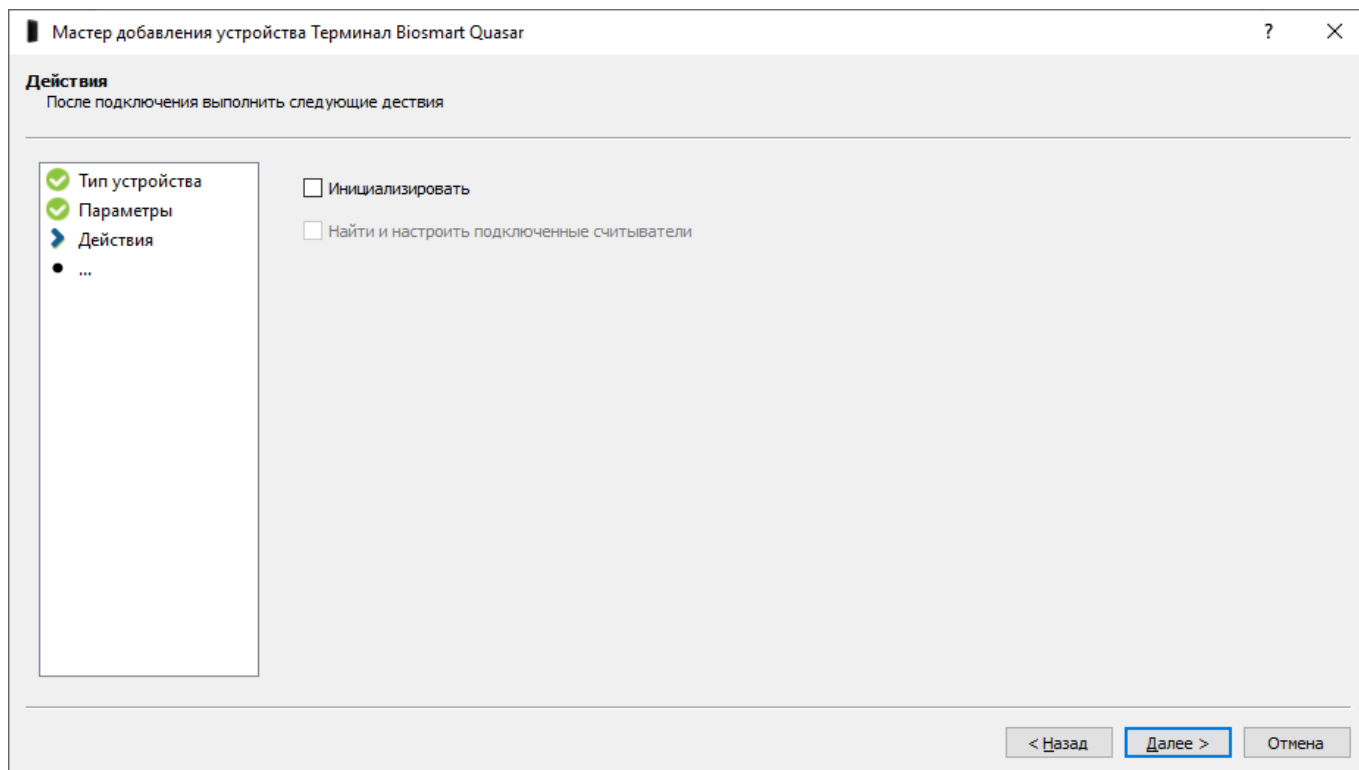 Мастер добавления устройства Терминал Biosmart Quasar
?
Действия
После подключения выполнить следующие дествия
Тип устройства
Параметры
Действия
...
Инициализировать
Найти и настроить подключенные считыватели
< Назад
Далее >
Отмена